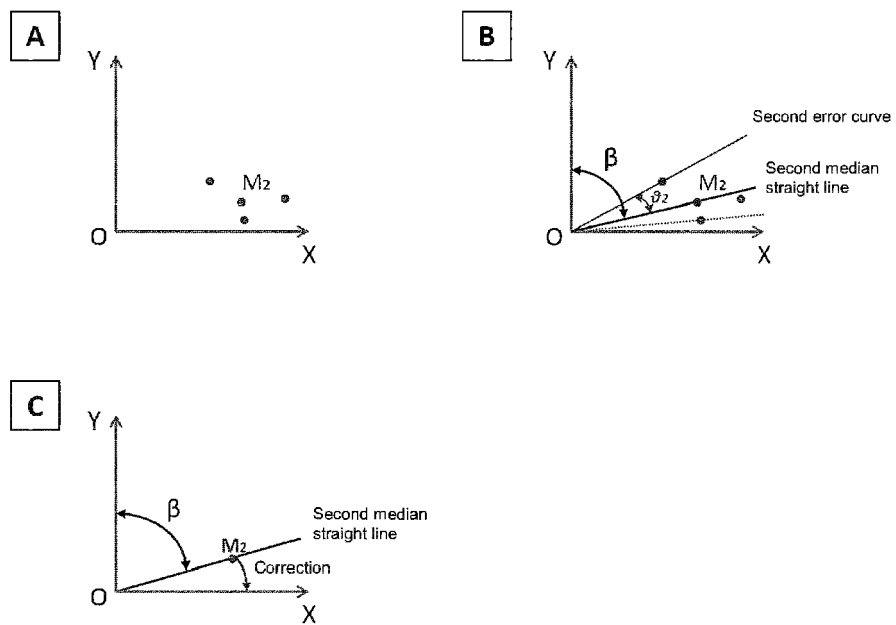 A
Y
M₂
O
X
B
Y
Second error curve
β
M₂
Second median
straight line
ϑ₂
O
X
C
Y
β
Second median
straight line
M₂
Correction
O
X